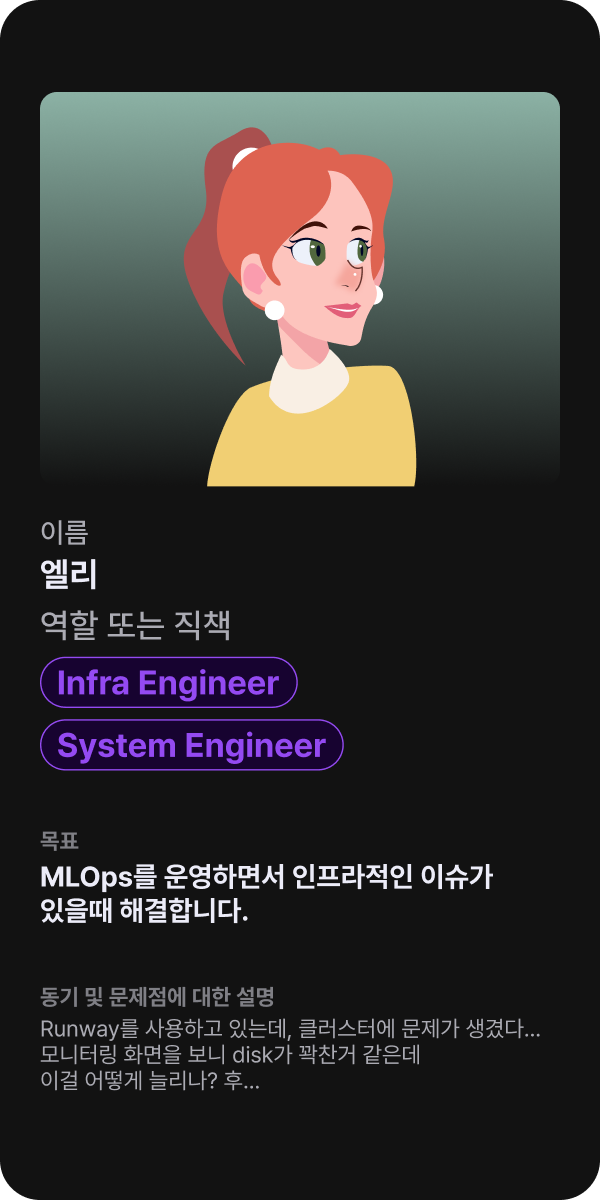 이름
엘리
역할 또는 직책
Infra Engineer
System Engineer
목표
MLOps를 운영하면서 인프라적인 이슈가
있을때 해결합니다.
동기 및 문제점에 대한 설명
Runway를 사용하고 있는데, 클러스터에 문제가 생겼다...
모니터링 화면을 보니 disk가 꽉찬거 같은데
이걸 어떻게 늘리나? 후...